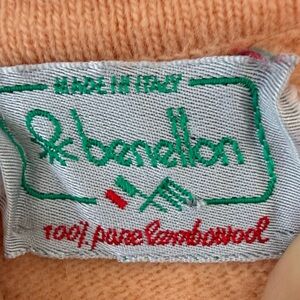 MADE IN ITALY
benetton
100% pure lambswool